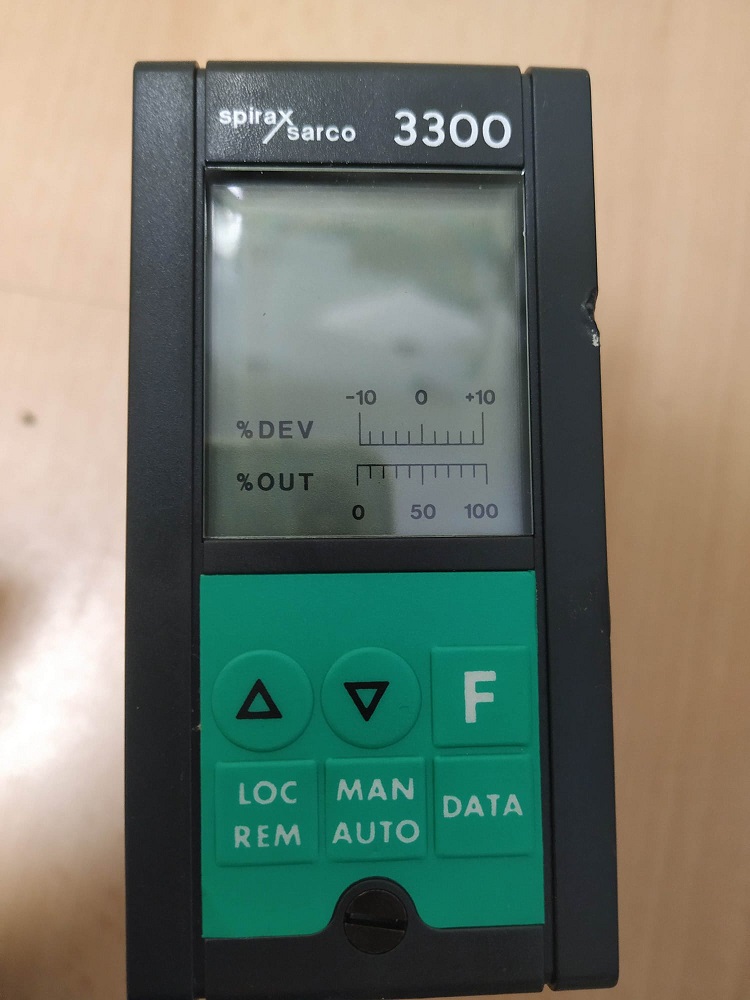 spirax
sarco 3300
-10 0 +10
%DEV
%OUT
0 50 100
F
LOC
REM
MAN
AUTO
DATA